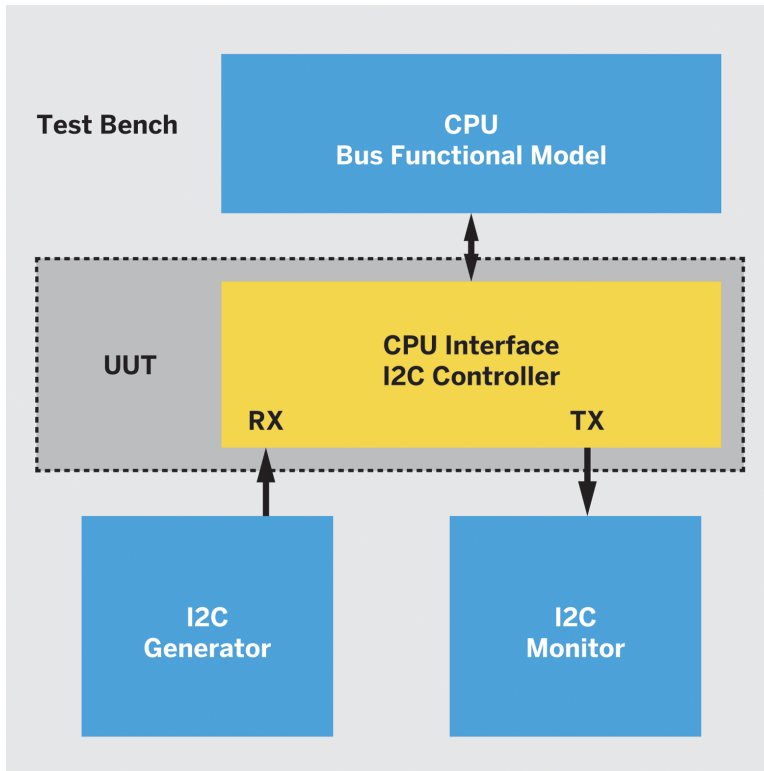 Test Bench
CPU
Bus Functional Model
UUT
CPU Interface
I2C Controller
RX
TX
I2C
Generator
I2C
Monitor